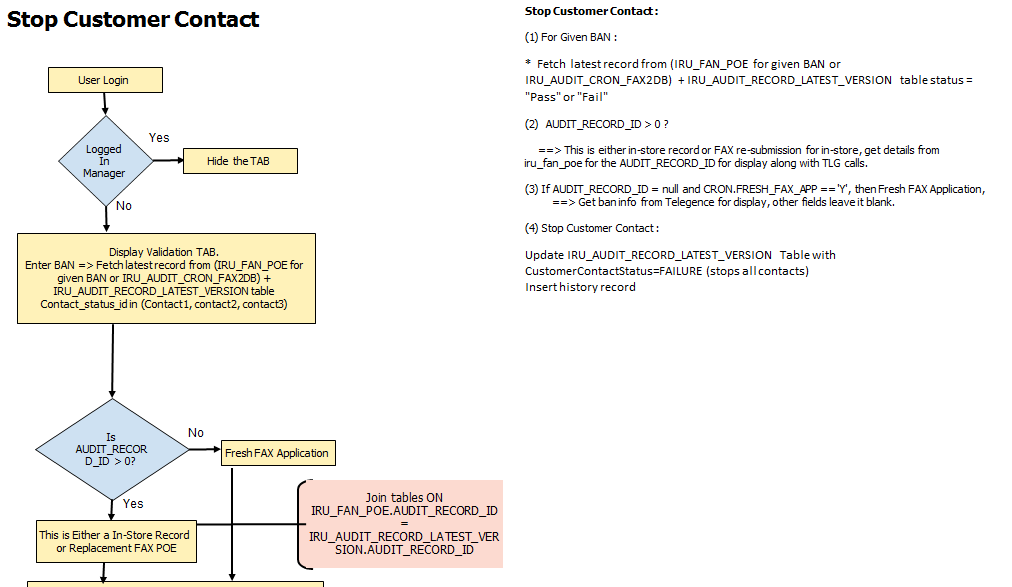 Stop Customer Contact
User Login
Logged
In
Manager
Yes
Hide the TAB
No
Display Validation TAB.
Enter BAN => Fetch latest record from (IRU_FAN_POE for
given BAN or IRU_AUDIT_CRON_FAX2DB) +
IRU_AUDIT_RECORD_LATEST_VERSION table
Contact_status_id in (Contact1, contact2, contact3)
Is
AUDIT_RECOR
D_ID > 0?
No
Fresh FAX Application
Yes
This is Either a In-Store Record
or Replacement FAX POE
Join tables ON
IRU_FAN_POE.AUDIT_RECORD_ID
=
IRU_AUDIT_RECORD_LATEST_VER
SION.AUDIT_RECORD_ID
Stop Customer Contact :
(1) For Given BAN :
* Fetch latest record from (IRU_FAN_POE for given BAN or
IRU_AUDIT_CRON_FAX2DB) + IRU_AUDIT_RECORD_LATEST_VERSION table status =
"Pass" or "Fail"
(2) AUDIT_RECORD_ID > 0 ?
==> This is either in-store record or FAX re-submission for in-store, get details from
iru_fan_poe for the AUDIT_RECORD_ID for display along with TLG calls.
(3) If AUDIT_RECORD_ID = null and CRON.FRESH_FAX_APP == 'Y', then Fresh FAX Application,
==> Get ban info from Telegence for display, other fields leave it blank.
(4) Stop Customer Contact :
Update IRU_AUDIT_RECORD_LATEST_VERSION Table with
CustomerContactStatus=FAILURE (stops all contacts)
Insert history record